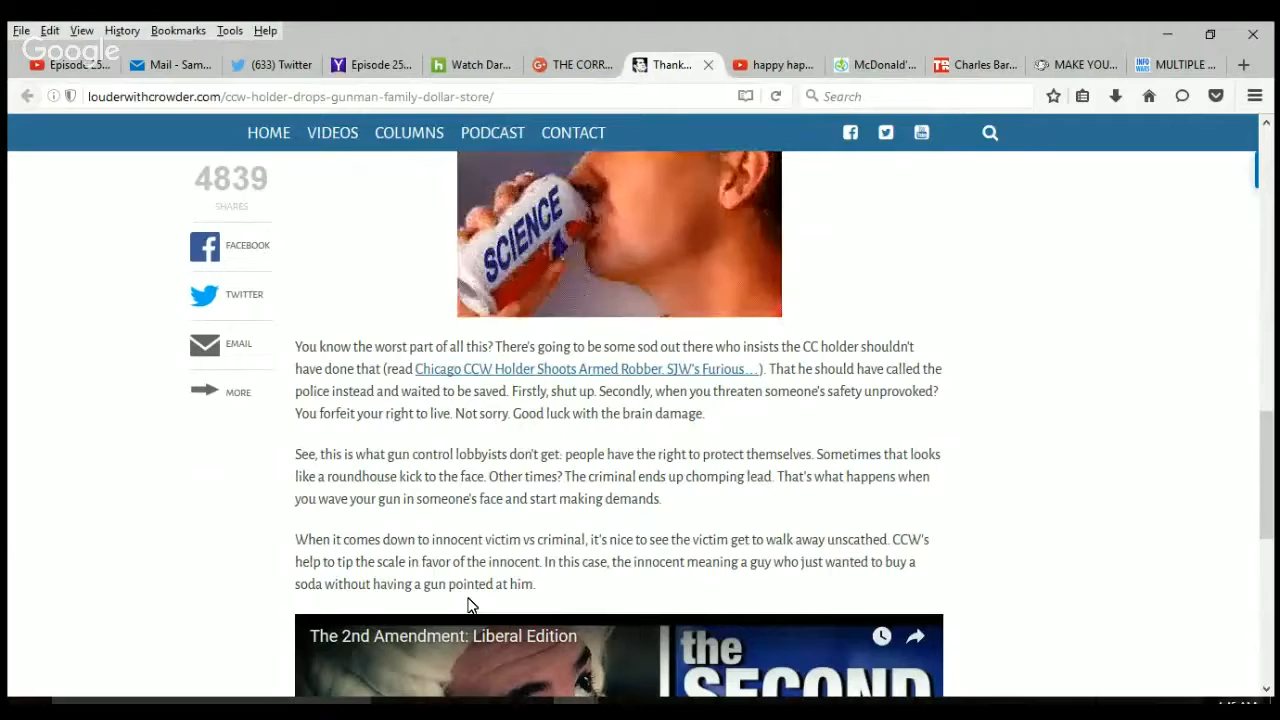 File Edit View History Bookmarks Tools Help
Google
Episode 25... Mail - Sam... (633) Twitter Episode 25... Watch Dar... THE CORR... Thank... happy hap... McDonald'... Charles Bar... MAKE YOU... MULTIPLE ...
louderwithcrowder.com/ccw-holder-drops-gunman-family-dollar-store/ Search
HOME VIDEOS COLUMNS PODCAST CONTACT
4839
SHARES
FACEBOOK
TWITTER
EMAIL
MORE
SCIENCE
You know the worst part of all this? There's going to be some sod out there who insists the CC holder shouldn't
have done that (read Chicago CCW Holder Shoots Armed Robber. SJW's Furious...). That he should have called the
police instead and waited to be saved. Firstly, shut up. Secondly, when you threaten someone's safety unprovoked?
You forfeit your right to live. Not sorry. Good luck with the brain damage.
See, this is what gun control lobbyists don't get: people have the right to protect themselves. Sometimes that looks
like a roundhouse kick to the face. Other times? The criminal ends up chomping lead. That's what happens when
you wave your gun in someone's face and start making demands.
When it comes down to innocent victim vs criminal, it's nice to see the victim get to walk away unscathed. CCW's
help to tip the scale in favor of the innocent. In this case, the innocent meaning a guy who just wanted to buy a
soda without having a gun pointed at him.
The 2nd Amendment: Liberal Edition
the
SECOND